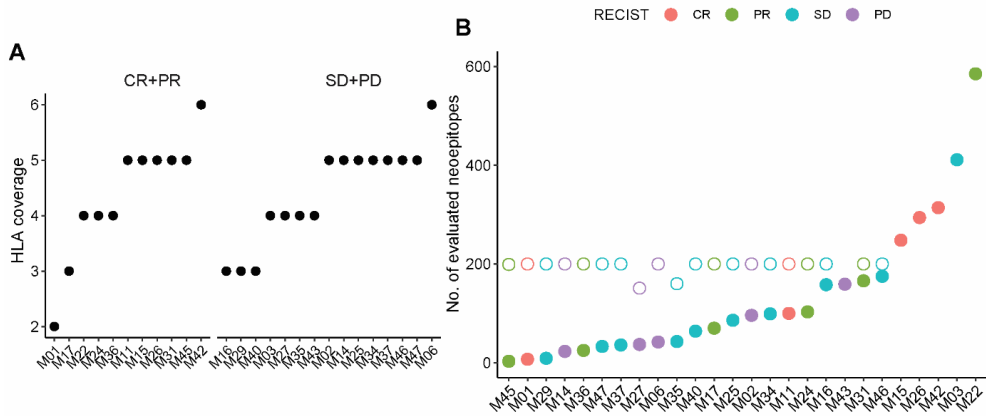 RECIST CR PR SD PD
A
B
CR+PR SD+PD
HLA coverage
6
5
4
3
2
M01 M17 M22 M24 M36 M11 M15 M26 M31 M45 M42
M16 M29 M40 M03 M27 M35 M43 M02 M14 M25 M34 M37 M46 M47 M06
No. of evaluated neoepitopes
600
400
200
0
M45 M01 M29 M14 M36 M47 M37 M27 M06 M35 M40 M17 M25 M02 M34 M11 M24 M16 M43 M31 M46 M15 M26 M42 M03 M22